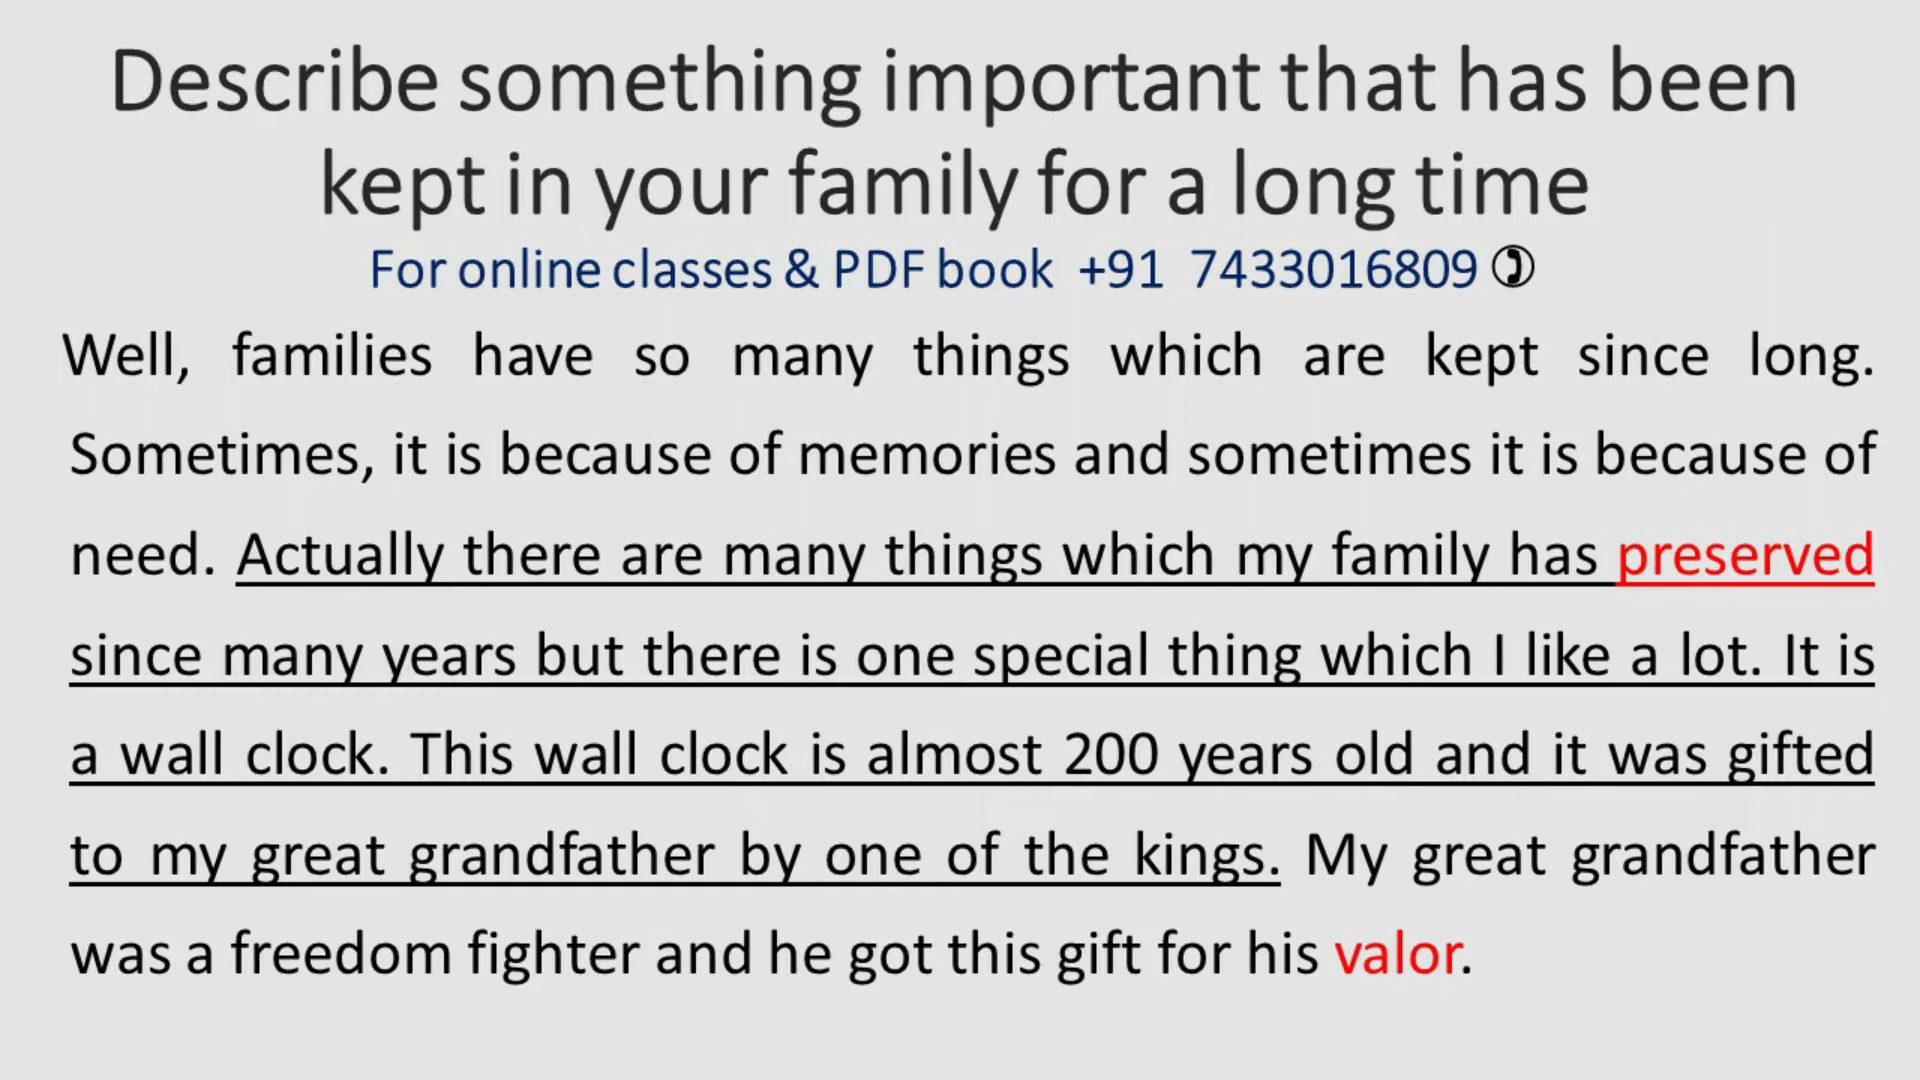 Describe something important that has been
kept in your family for a long time
For online classes & PDF book +91 7433016809 ✆
Well, families have so many things which are kept since long.
Sometimes, it is because of memories and sometimes it is because of
need. Actually there are many things which my family has preserved
since many years but there is one special thing which I like a lot. It is
a wall clock. This wall clock is almost 200 years old and it was gifted
to my great grandfather by one of the kings. My great grandfather
was a freedom fighter and he got this gift for his valor.